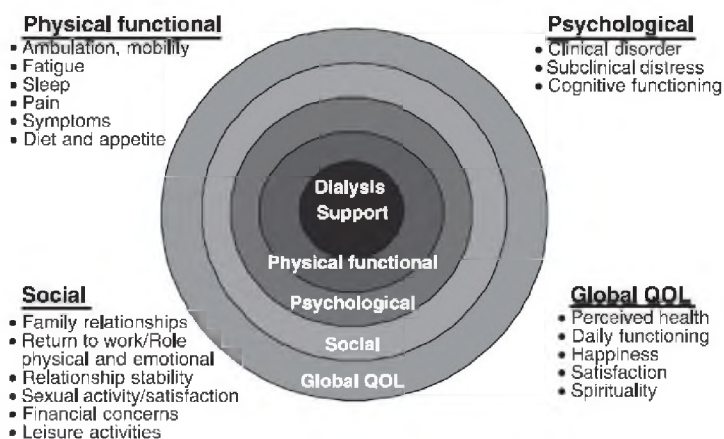 Physical functional
• Ambulation, mobility
• Fatigue
• Sleep
• Pain
• Symptoms
• Diet and appetite
Psychological
• Clinical disorder
• Subclinical distress
• Cognitive functioning
Dialysis
Support
Physical functional
Psychological
Social
Global QOL
Social
• Family relationships
• Return to work/Role
physical and emotional
• Relationship stability
• Sexual activity/satisfaction
• Financial concerns
• Leisure activities
Global QOL
• Perceived health
• Daily functioning
• Happiness
• Satisfaction
• Spirituality